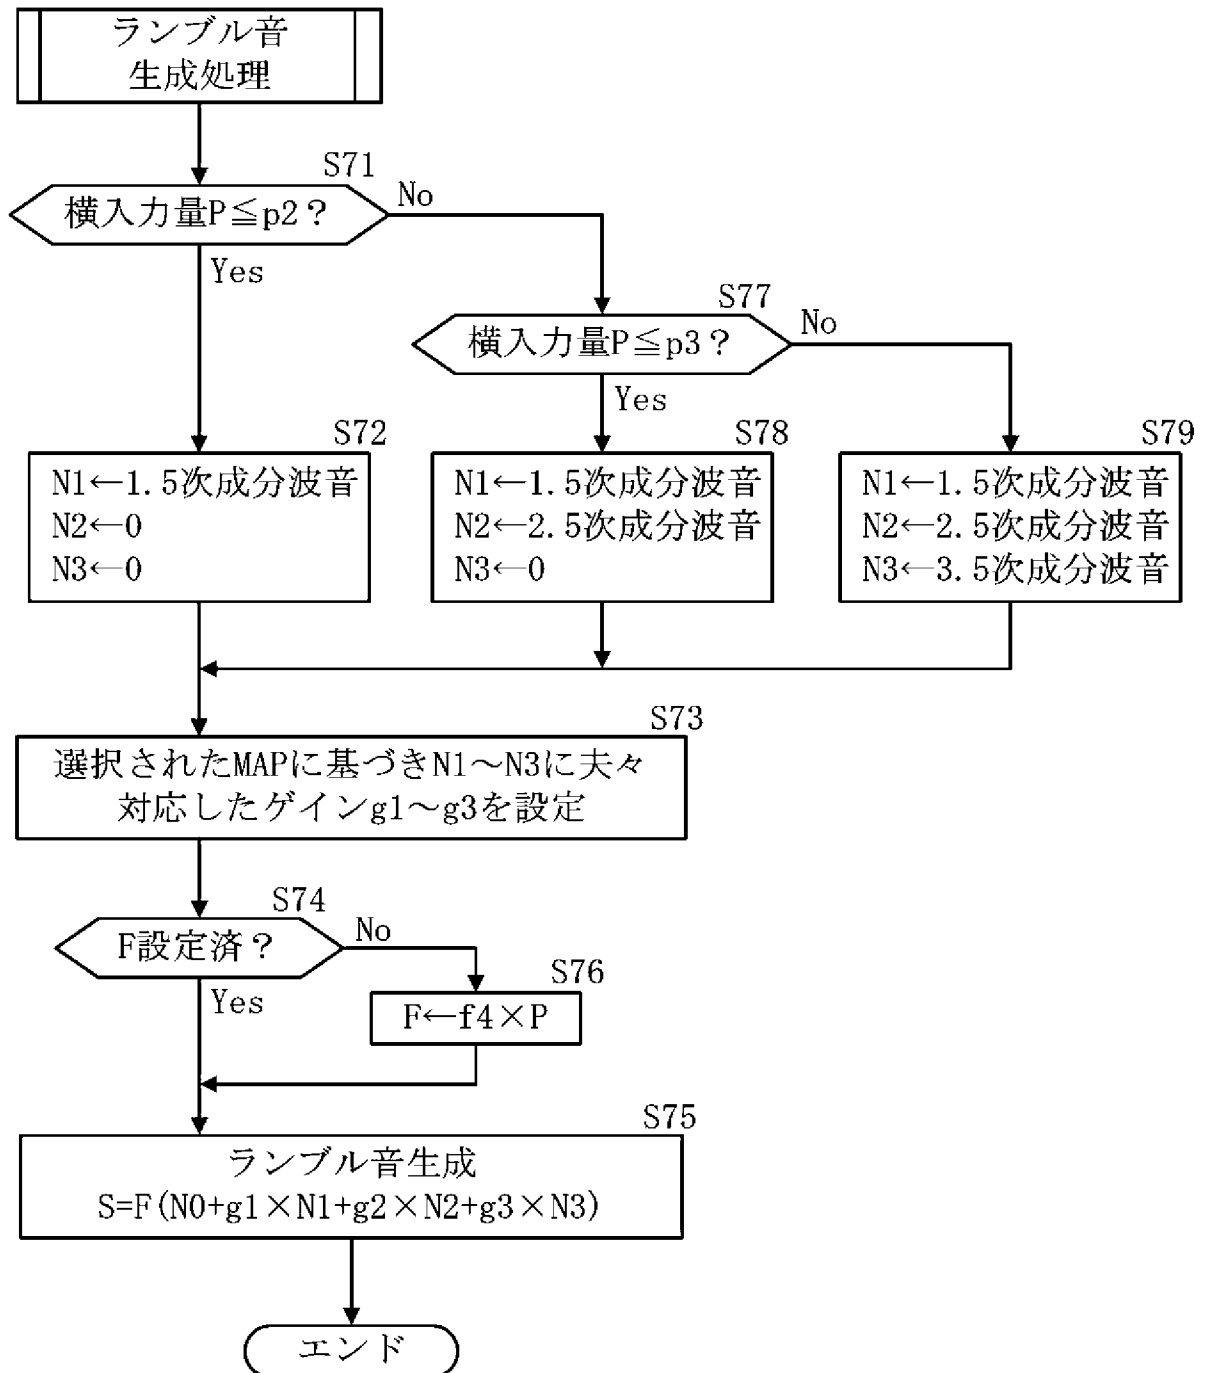 ランブル音
生成処理
S71
横入力量P≦p2？
No
Yes
S77
横入力量P≦p3？
No
Yes
S72
N1←1.5次成分波音
N2←0
N3←0
S78
N1←1.5次成分波音
N2←2.5次成分波音
N3←0
S79
N1←1.5次成分波音
N2←2.5次成分波音
N3←3.5次成分波音
S73
選択されたMAPに基づきN1～N3に夫々
対応したゲインg1～g3を設定
S74
F設定済？
No
Yes
S76
F←f4×P
S75
ランブル音生成
S=F(N0+g1×N1+g2×N2+g3×N3)
エンド